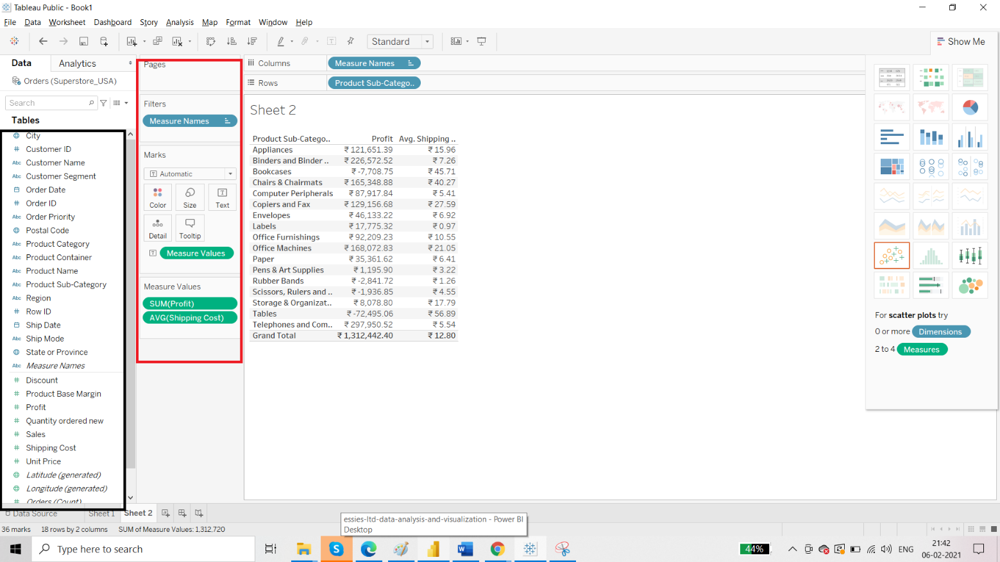 Tableau Public - Book1
File Data Worksheet Dashboard Story Analysis Map Format Window Help
Standard
Show Me
Data Analytics
Orders (Superstore_USA)
Search
Tables
City
# Customer ID
Abc Customer Name
Abc Customer Segment
Order Date
# Order ID
Abc Order Priority
Postal Code
Abc Product Category
Abc Product Container
Abc Product Name
Abc Product Sub-Category
Abc Region
# Row ID
Ship Date
Abc Ship Mode
State or Province
Abc Measure Names
# Discount
# Product Base Margin
# Profit
# Quantity ordered new
# Sales
# Shipping Cost
# Unit Price
Latitude (generated)
Longitude (generated)
# Orders (Count)
Pages
Filters
Measure Names
Marks
Automatic
Color Size Text
Detail Tooltip
Measure Values
Measure Values
SUM(Profit)
AVG(Shipping Cost)
Columns Measure Names
Rows Product Sub-Catego..
Sheet 2
Product Sub-Catego.. Profit Avg. Shipping ..
Appliances ₹ 121,651.39 ₹ 15.96
Binders and Binder .. ₹ 226,572.52 ₹ 7.26
Bookcases ₹ -7,708.75 ₹ 45.71
Chairs & Chairmats ₹ 165,348.88 ₹ 40.27
Computer Peripherals ₹ 87,917.84 ₹ 5.41
Copiers and Fax ₹ 129,156.68 ₹ 27.59
Envelopes ₹ 46,133.22 ₹ 6.92
Labels ₹ 17,775.32 ₹ 0.97
Office Furnishings ₹ 92,209.23 ₹ 10.55
Office Machines ₹ 168,072.83 ₹ 21.05
Paper ₹ 35,361.62 ₹ 6.41
Pens & Art Supplies ₹ 1,195.90 ₹ 3.22
Rubber Bands ₹ -2,841.72 ₹ 1.26
Scissors, Rulers and .. ₹ -1,936.85 ₹ 4.55
Storage & Organizat.. ₹ 8,078.80 ₹ 17.79
Tables ₹ -72,495.06 ₹ 56.89
Telephones and Com.. ₹ 297,950.52 ₹ 5.54
Grand Total ₹ 1,312,442.40 ₹ 12.80
For scatter plots try
0 or more Dimensions
2 to 4 Measures
Data Source Sheet 1 Sheet 2
essies-ltd-data-analysis-and-visualization - Power BI
Desktop
36 marks 18 rows by 2 columns SUM of Measure Values: 1,312,720
Type here to search
44%
ENG
21:42
06-02-2021